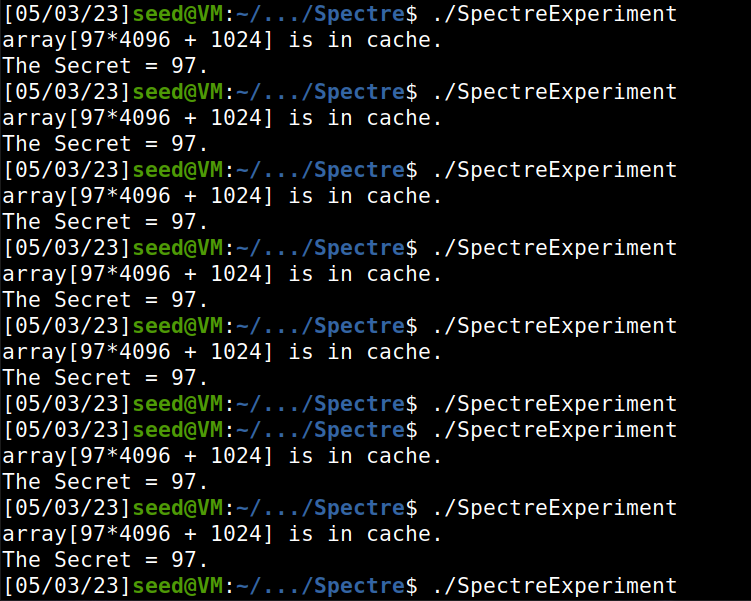 [05/03/23]seed@VM:~/.../Spectre$ ./SpectreExperiment
array[97*4096 + 1024] is in cache.
The Secret = 97.
[05/03/23]seed@VM:~/.../Spectre$ ./SpectreExperiment
array[97*4096 + 1024] is in cache.
The Secret = 97.
[05/03/23]seed@VM:~/.../Spectre$ ./SpectreExperiment
array[97*4096 + 1024] is in cache.
The Secret = 97.
[05/03/23]seed@VM:~/.../Spectre$ ./SpectreExperiment
array[97*4096 + 1024] is in cache.
The Secret = 97.
[05/03/23]seed@VM:~/.../Spectre$ ./SpectreExperiment
array[97*4096 + 1024] is in cache.
The Secret = 97.
[05/03/23]seed@VM:~/.../Spectre$ ./SpectreExperiment
[05/03/23]seed@VM:~/.../Spectre$ ./SpectreExperiment
array[97*4096 + 1024] is in cache.
The Secret = 97.
[05/03/23]seed@VM:~/.../Spectre$ ./SpectreExperiment
array[97*4096 + 1024] is in cache.
The Secret = 97.
[05/03/23]seed@VM:~/.../Spectre$ ./SpectreExperiment